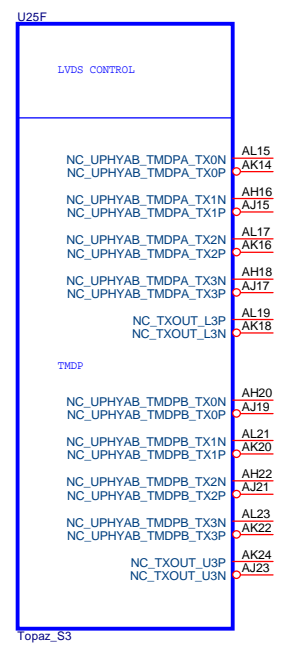 U25F
LVDS CONTROL
NC_UPHYAB_TMDPA_TX0N AL15
NC_UPHYAB_TMDPA_TX0P AK14
NC_UPHYAB_TMDPA_TX1N AH16
NC_UPHYAB_TMDPA_TX1P AJ15
NC_UPHYAB_TMDPA_TX2N AL17
NC_UPHYAB_TMDPA_TX2P AK16
NC_UPHYAB_TMDPA_TX3N AH18
NC_UPHYAB_TMDPA_TX3P AJ17
NC_TXOUT_L3P AL19
NC_TXOUT_L3N AK18
TMDP
NC_UPHYAB_TMDPB_TX0N AH20
NC_UPHYAB_TMDPB_TX0P AJ19
NC_UPHYAB_TMDPB_TX1N AL21
NC_UPHYAB_TMDPB_TX1P AK20
NC_UPHYAB_TMDPB_TX2N AH22
NC_UPHYAB_TMDPB_TX2P AJ21
NC_UPHYAB_TMDPB_TX3N AL23
NC_UPHYAB_TMDPB_TX3P AK22
NC_TXOUT_U3P AK24
NC_TXOUT_U3N AJ23
Topaz_S3